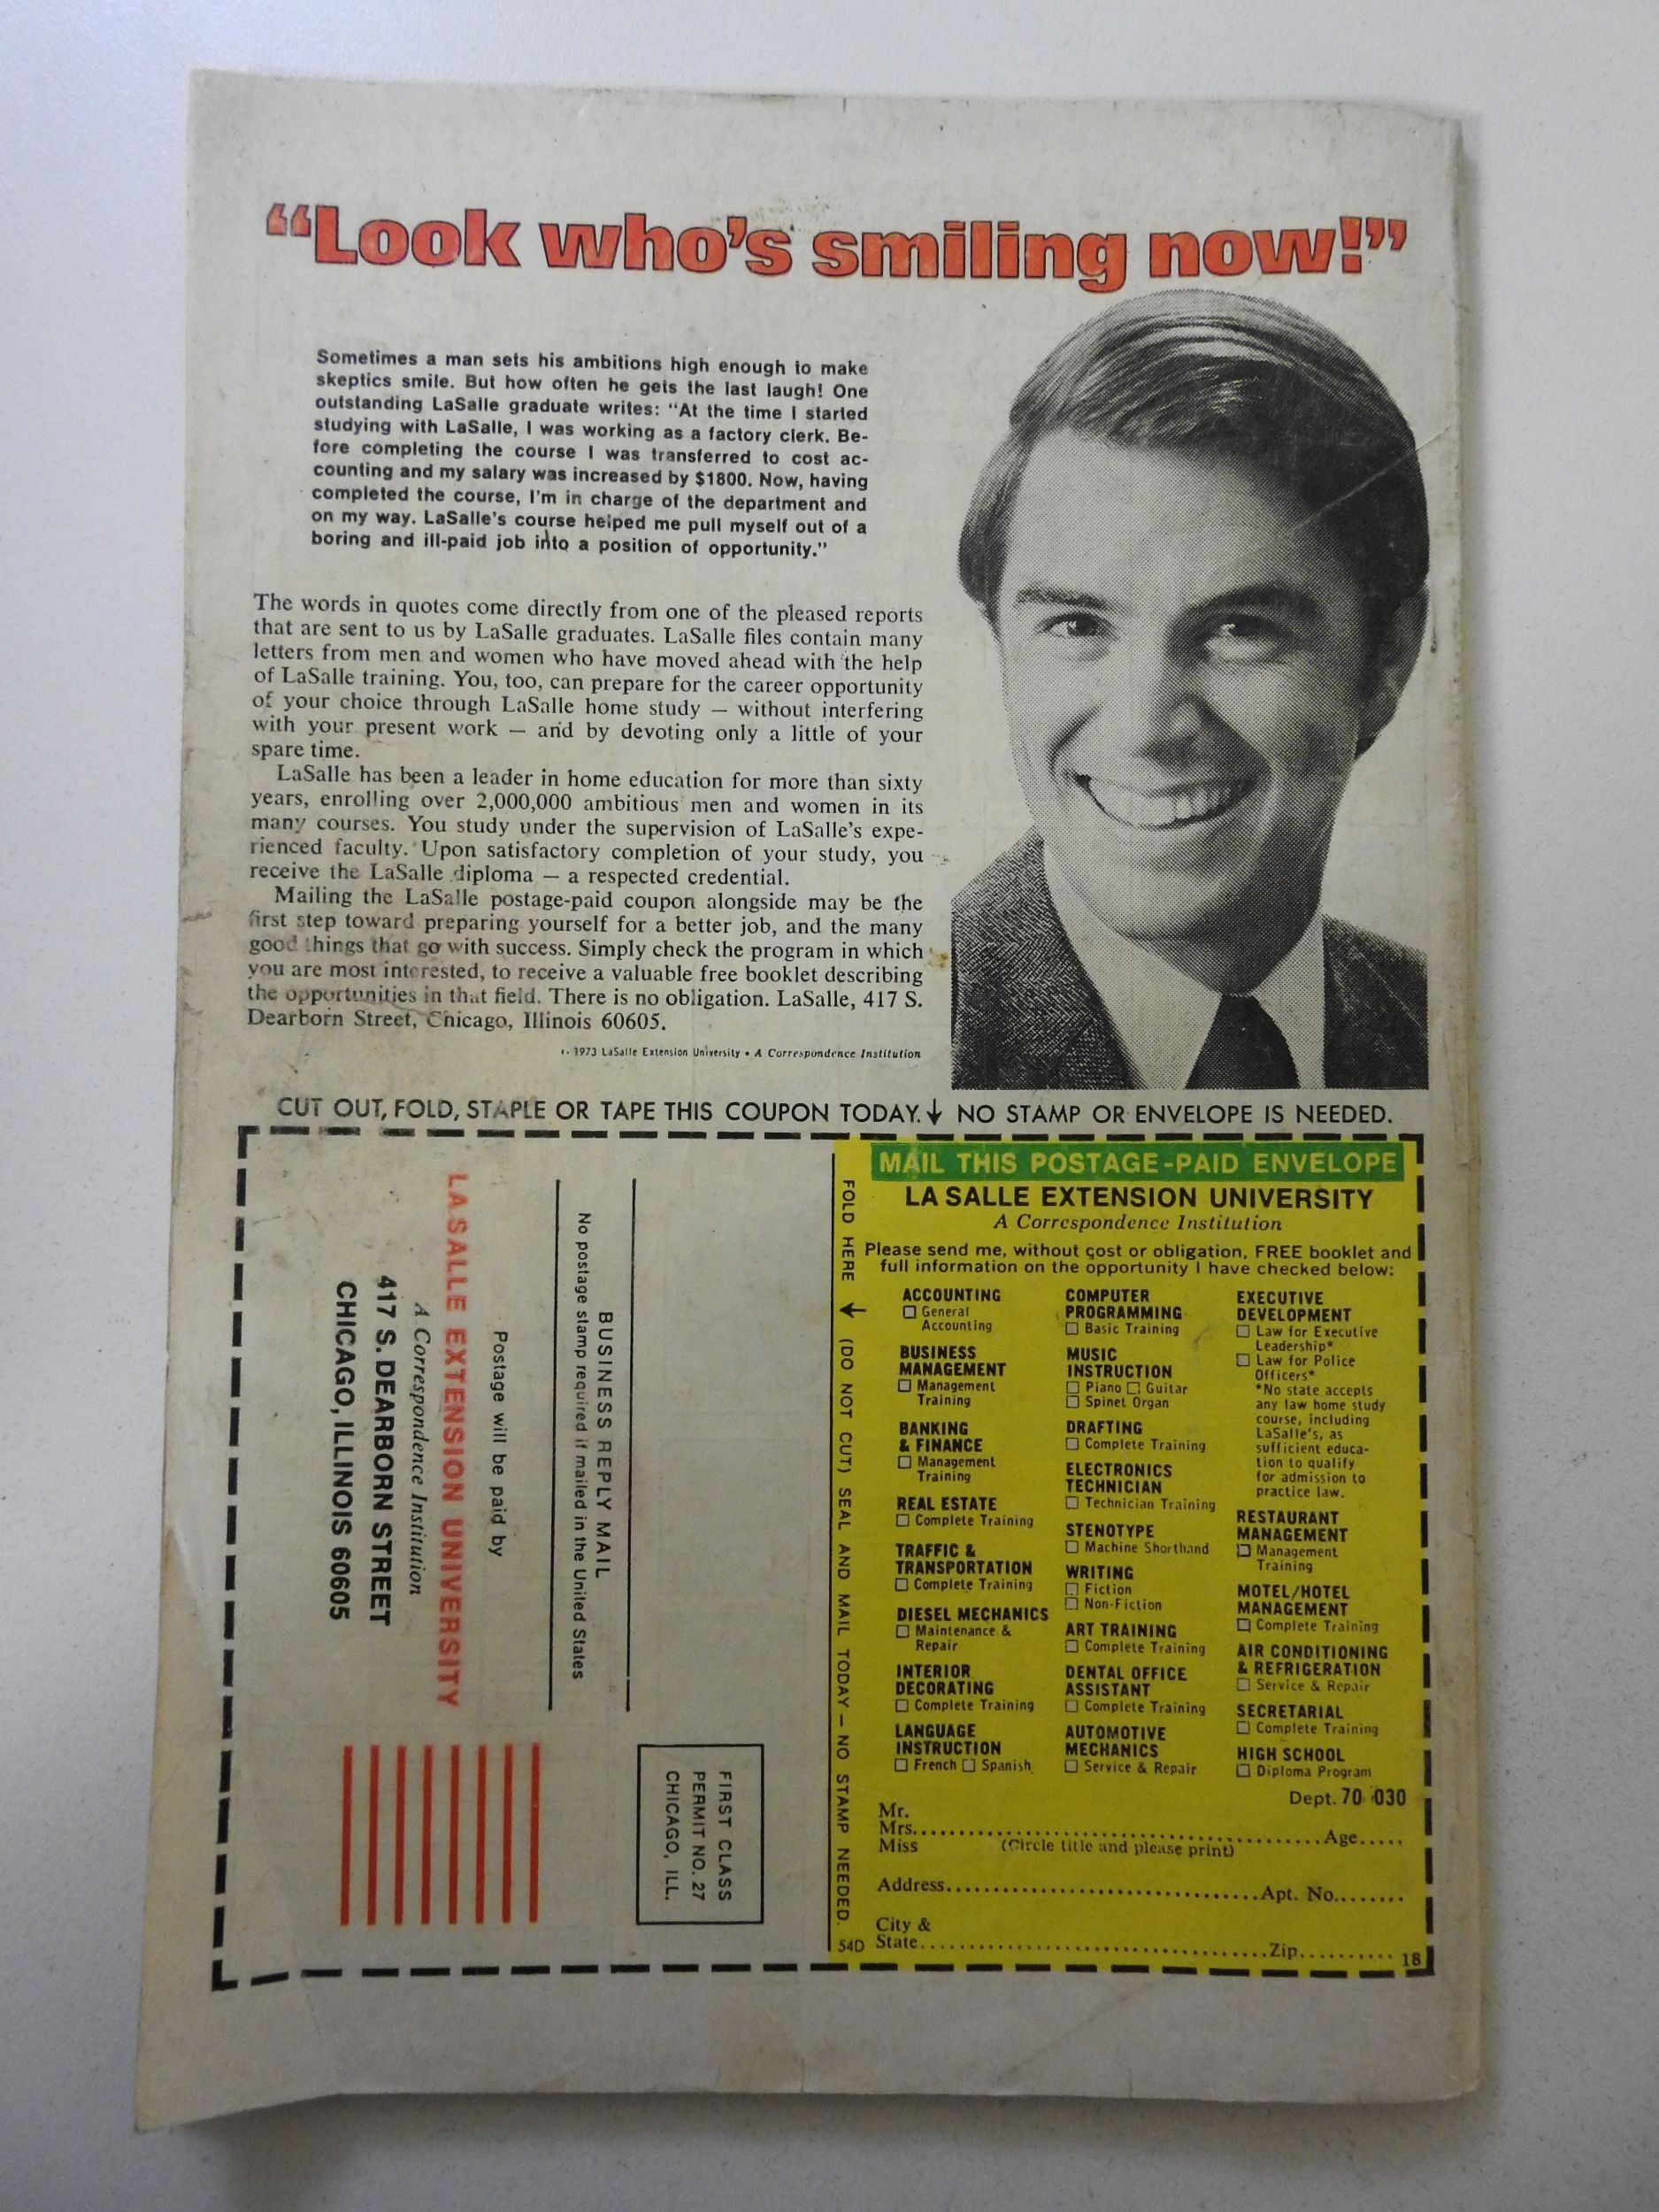 “Look who’s smiling now!”
Sometimes a man sets his ambitions high enough to make
skeptics smile. But how often he gets the last laugh! One
outstanding LaSalle graduate writes: “At the time I started
studying with LaSalle, I was working as a factory clerk. Be-
fore completing the course I was transferred to cost ac-
counting and my salary was increased by $1800. Now, having
completed the course, I’m in charge of the department and
on my way. LaSalle’s course helped me pull myself out of a
boring and ill-paid job into a position of opportunity.”
The words in quotes come directly from one of the pleased reports
that are sent to us by LaSalle graduates. LaSalle files contain many
letters from men and women who have moved ahead with the help
of LaSalle training. You, too, can prepare for the career opportunity
of your choice through LaSalle home study — without interfering
with your present work — and by devoting only a little of your
spare time.
LaSalle has been a leader in home education for more than sixty
years, enrolling over 2,000,000 ambitious men and women in its
many courses. You study under the supervision of LaSalle’s expe-
rienced faculty. Upon satisfactory completion of your study, you
receive the LaSalle diploma — a respected credential.
Mailing the LaSalle postage-paid coupon alongside may be the
first step toward preparing yourself for a better job, and the many
good things that go with success. Simply check the program in which
you are most interested, to receive a valuable free booklet describing
the opportunities in that field. There is no obligation. LaSalle, 417 S.
Dearborn Street, Chicago, Illinois 60605.
1973 LaSalle Extension University • A Correspondence Institution
CUT OUT, FOLD, STAPLE OR TAPE THIS COUPON TODAY.↓ NO STAMP OR ENVELOPE IS NEEDED.
FIRST CLASS
PERMIT NO. 27
CHICAGO, ILL.
BUSINESS REPLY MAIL
No postage stamp required if mailed in the United States
Postage will be paid by
LA SALLE EXTENSION UNIVERSITY
A Correspondence Institution
417 S. DEARBORN STREET
CHICAGO, ILLINOIS 60605
FOLD HERE ↓ (DO NOT CUT) SEAL AND MAIL TODAY — NO STAMP NEEDED.
54D
MAIL THIS POSTAGE-PAID ENVELOPE
LA SALLE EXTENSION UNIVERSITY
A Correspondence Institution
Please send me, without cost or obligation, FREE booklet and
full information on the opportunity I have checked below:
ACCOUNTING
☐ General
Accounting
BUSINESS
MANAGEMENT
☐ Management
Training
BANKING
& FINANCE
☐ Management
Training
REAL ESTATE
☐ Complete Training
TRAFFIC &
TRANSPORTATION
☐ Complete Training
DIESEL MECHANICS
☐ Maintenance &
Repair
INTERIOR
DECORATING
☐ Complete Training
LANGUAGE
INSTRUCTION
☐ French ☐ Spanish
COMPUTER
PROGRAMMING
☐ Basic Training
MUSIC
INSTRUCTION
☐ Piano ☐ Guitar
☐ Spinet Organ
DRAFTING
☐ Complete Training
ELECTRONICS
TECHNICIAN
☐ Technician Training
STENOTYPE
☐ Machine Shorthand
WRITING
☐ Fiction
☐ Non-Fiction
ART TRAINING
☐ Complete Training
DENTAL OFFICE
ASSISTANT
☐ Complete Training
AUTOMOTIVE
MECHANICS
☐ Service & Repair
EXECUTIVE
DEVELOPMENT
☐ Law for Executive
Leadership*
☐ Law for Police
Officers*
*No state accepts
any law home study
course, including
LaSalle’s, as
sufficient educa-
tion to qualify
for admission to
practice law.
RESTAURANT
MANAGEMENT
☐ Management
Training
MOTEL/HOTEL
MANAGEMENT
☐ Complete Training
AIR CONDITIONING
& REFRIGERATION
☐ Service & Repair
SECRETARIAL
☐ Complete Training
HIGH SCHOOL
☐ Diploma Program
Dept. 70 030
Mr.
Mrs. Age
Miss (Circle title and please print)
Address Apt. No.
City &
State Zip
18